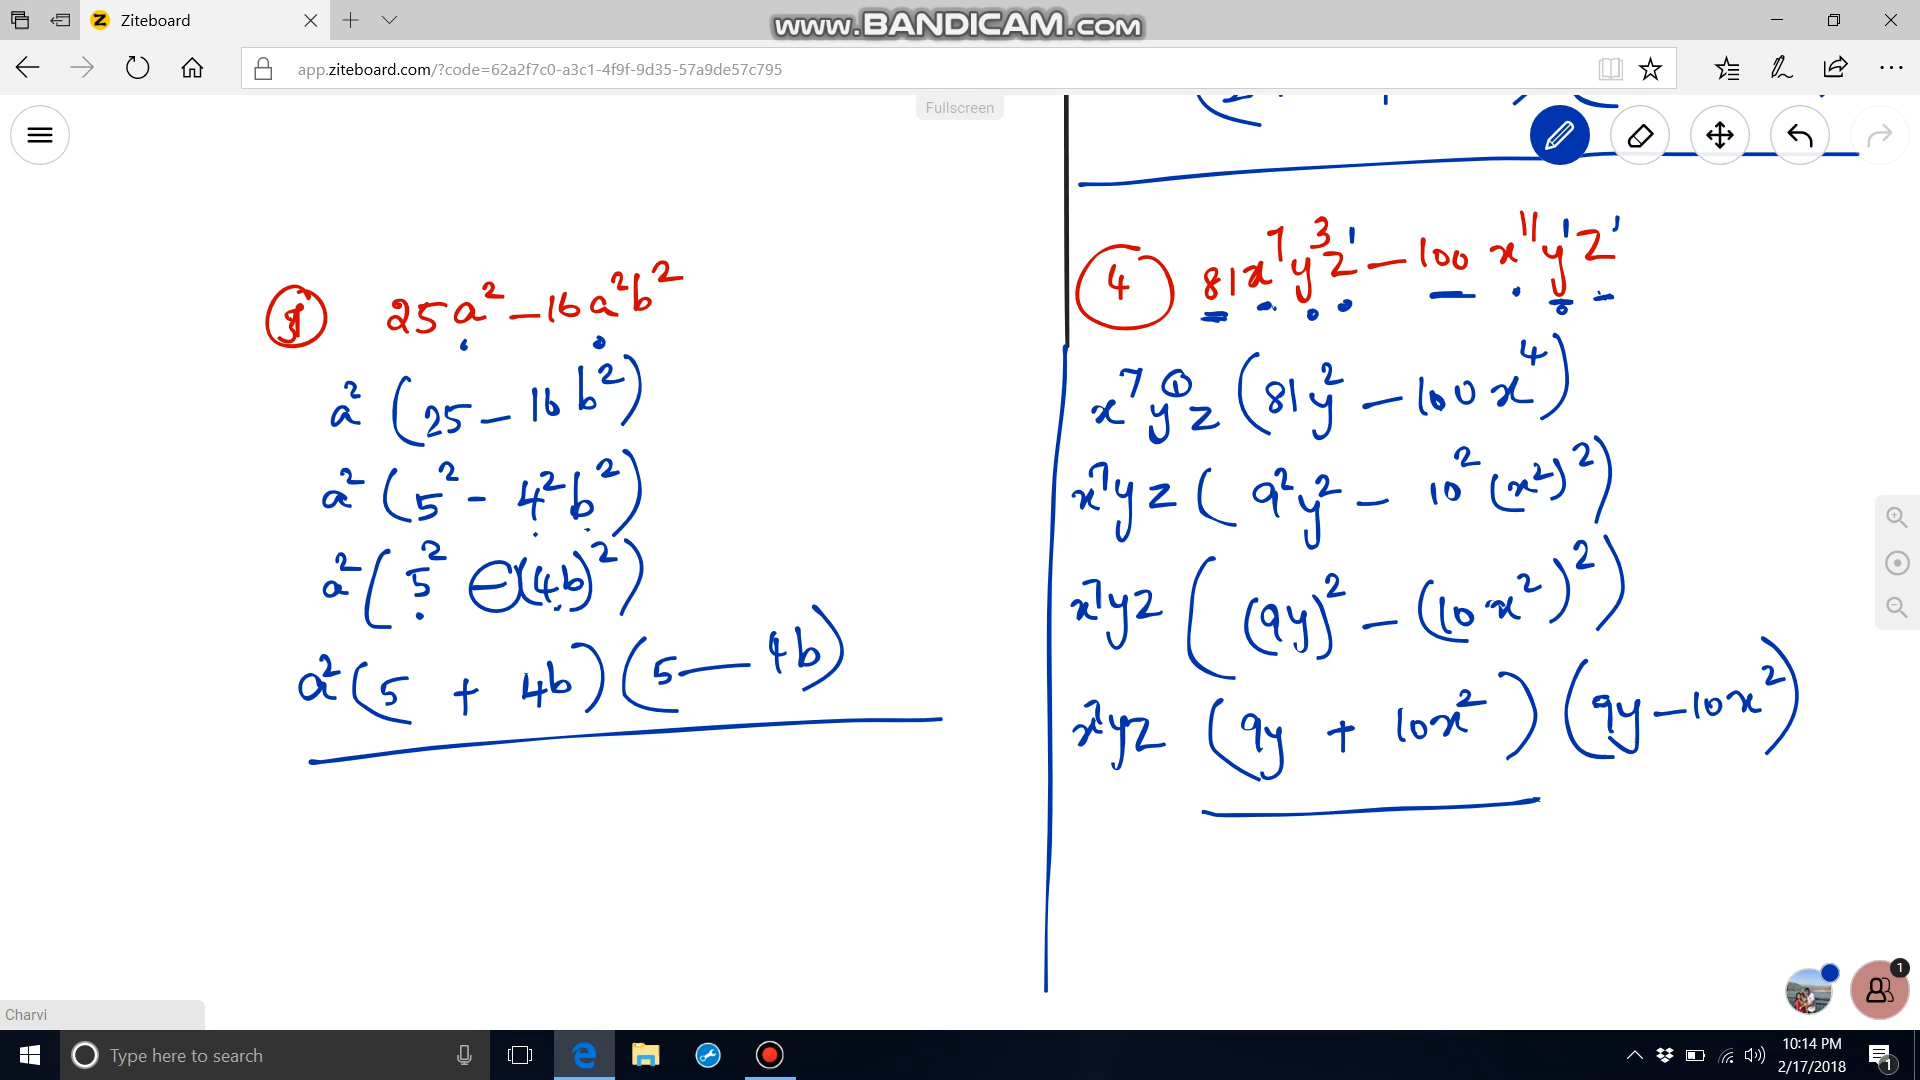 Ziteboard
www.BANDICAM.com
app.ziteboard.com/?code=62a2f7c0-a3c1-4f9f-9d35-57a9de57c795
Fullscreen
25a² – 16a²b²
a² (25 – 16b²)
a² (5² – 4²b²)
a² (5² – (4b)²)
a² (5 + 4b) (5 – 4b)
4
81x⁷y³z¹ – 100x¹¹y¹z¹
x⁷y¹z (81y² – 100x⁴)
x⁷yz (9²y² – 10²(x²)²)
x⁷yz ((9y)² – (10x²)²)
x⁷yz (9y + 10x²) (9y – 10x²)
1
Charvi
Type here to search
10:14 PM
2/17/2018
1